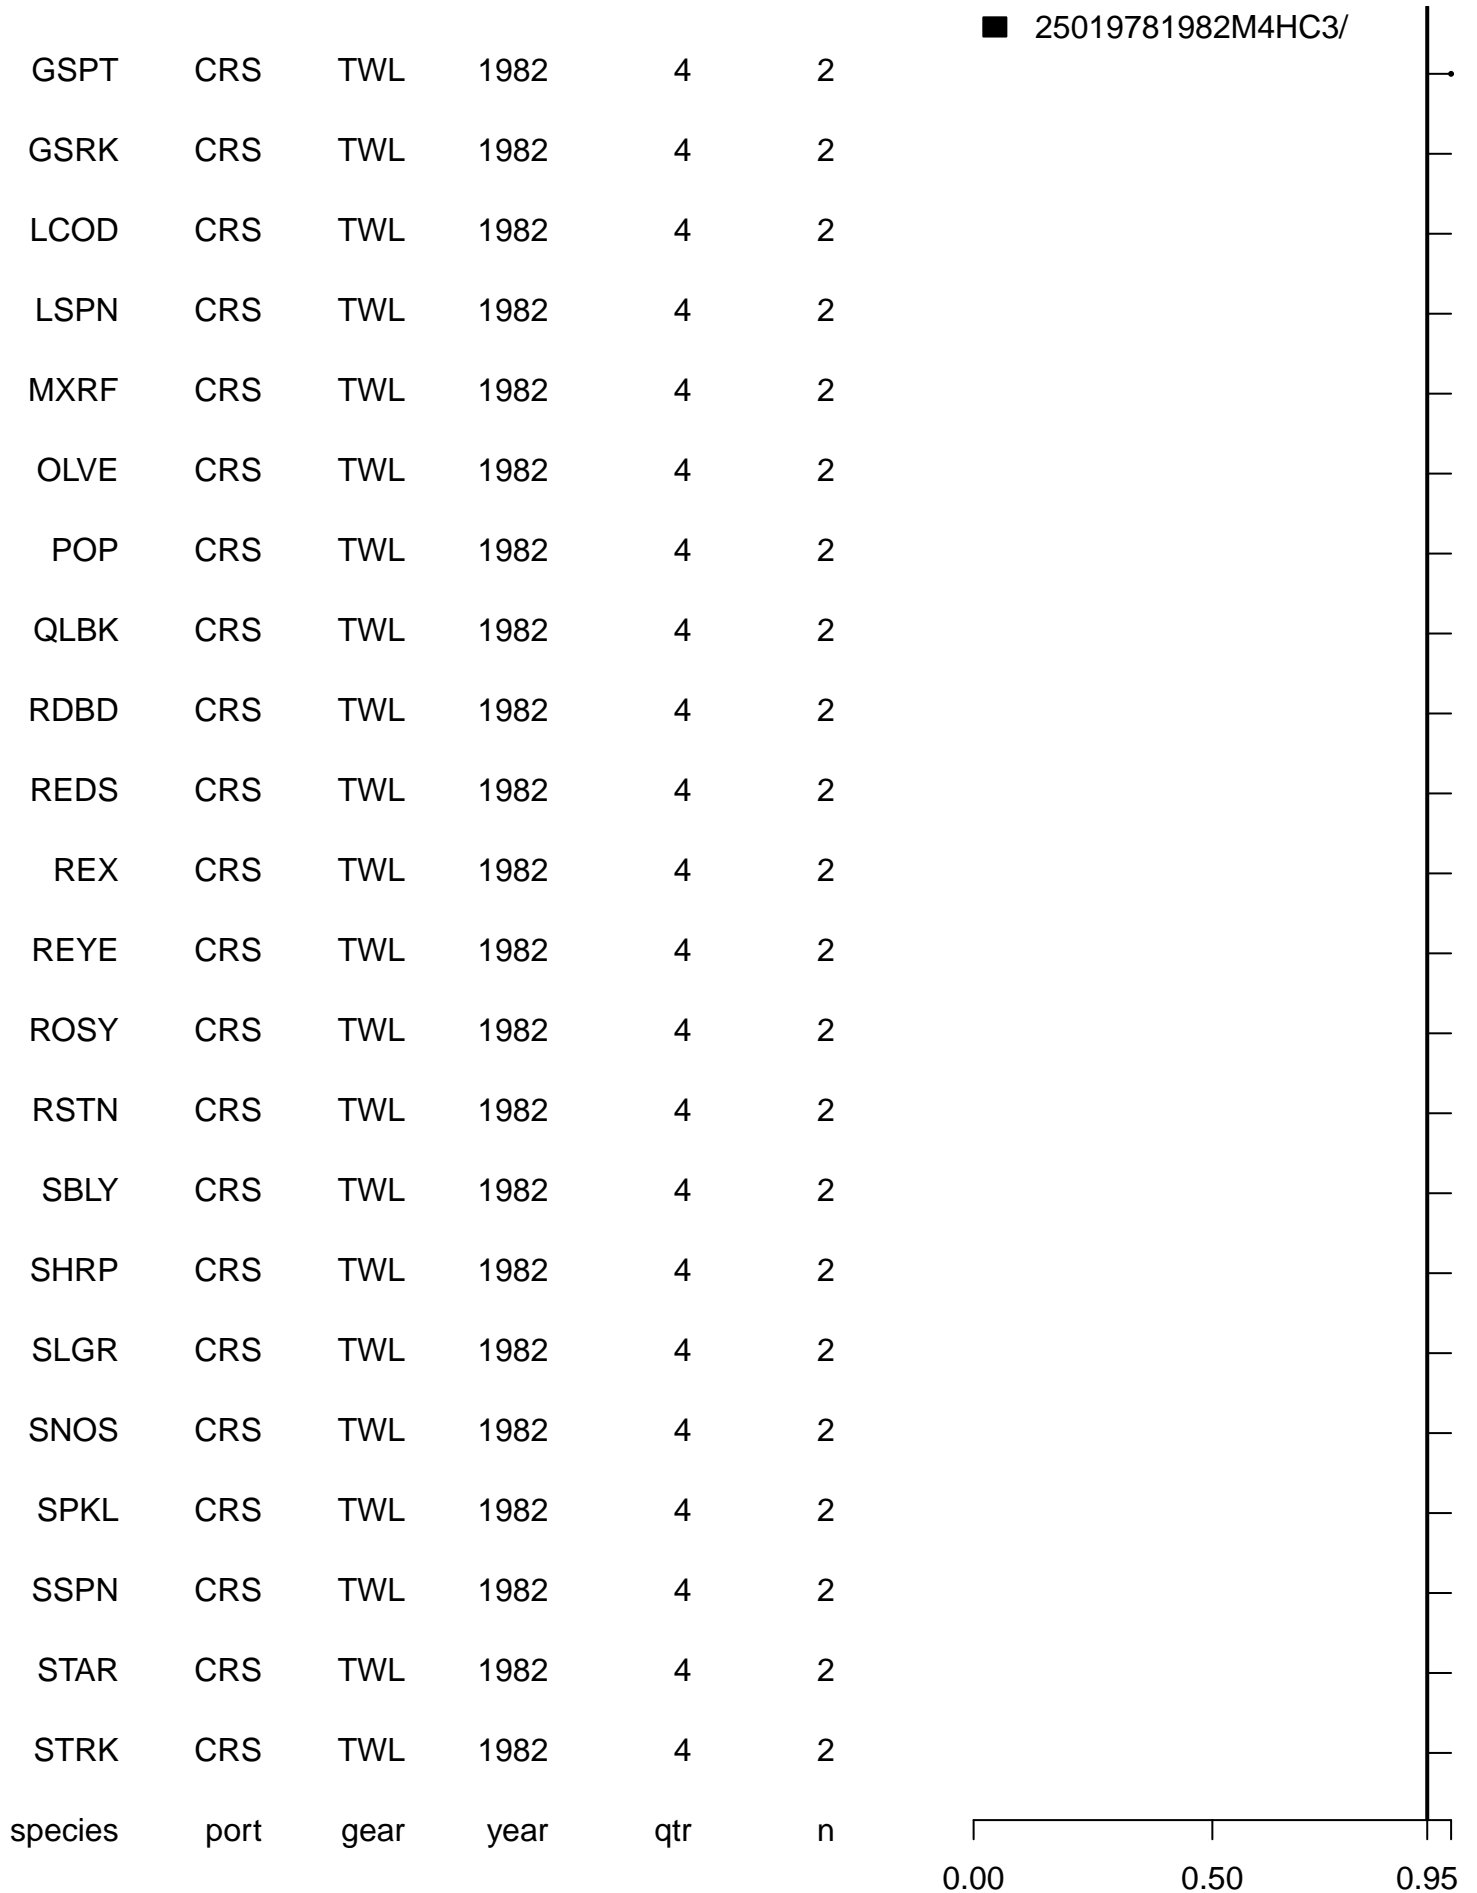 25019781982M4HC3/
GSPT CRS TWL 1982 4 2
GSRK CRS TWL 1982 4 2
LCOD CRS TWL 1982 4 2
LSPN CRS TWL 1982 4 2
MXRF CRS TWL 1982 4 2
OLVE CRS TWL 1982 4 2
POP CRS TWL 1982 4 2
QLBK CRS TWL 1982 4 2
RDBD CRS TWL 1982 4 2
REDS CRS TWL 1982 4 2
REX CRS TWL 1982 4 2
REYE CRS TWL 1982 4 2
ROSY CRS TWL 1982 4 2
RSTN CRS TWL 1982 4 2
SBLY CRS TWL 1982 4 2
SHRP CRS TWL 1982 4 2
SLGR CRS TWL 1982 4 2
SNOS CRS TWL 1982 4 2
SPKL CRS TWL 1982 4 2
SSPN CRS TWL 1982 4 2
STAR CRS TWL 1982 4 2
STRK CRS TWL 1982 4 2
species port gear year qtr n
0.00 0.50 0.95